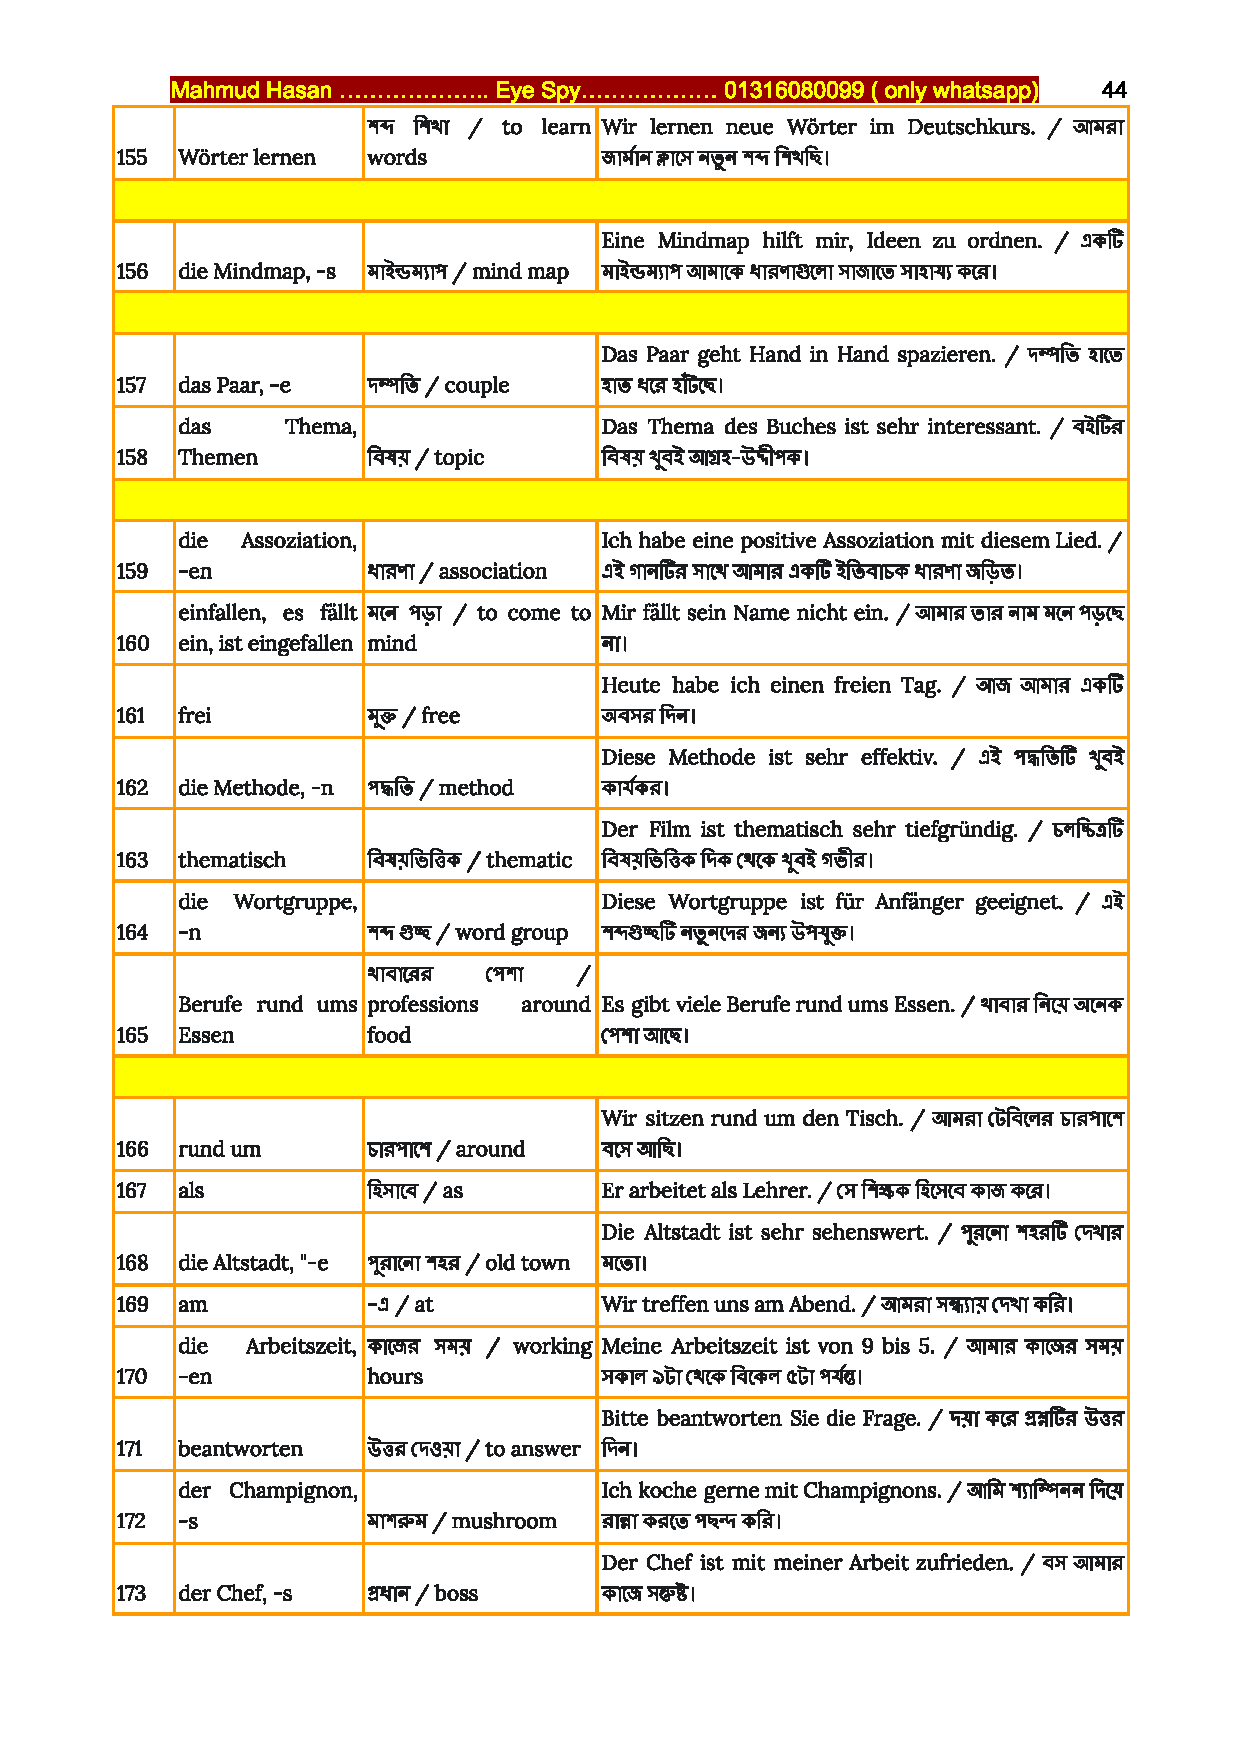 Mahmud Hasan ……………….. Eye Spy……………… 01316080099 ( only whatsapp) 44
শব্দ শিখা / to learn Wir lernen neue Wörter im Deutschkurs. / আমরা
155 Wörter lernen words জার্মান ক্লাসে নতুন শব্দ শিখছি।
Eine Mindmap hilft mir, Ideen zu ordnen. / একটি
156 die Mindmap, -s মাইন্ডম্যাপ / mind map মাইন্ডম্যাপ আমাকে ধারণাগুলো সাজাতে সাহায্য করে।
Das Paar geht Hand in Hand spazieren. / দম্পতি হাতে
157 das Paar, -e দম্পতি / couple হাত ধরে হাঁটছে।
das Thema, Das Thema des Buches ist sehr interessant. / বইটির
158 Themen বিষয় / topic বিষয় খুবই আগ্রহ-উদ্দীপক।
die Assoziation, Ich habe eine positive Assoziation mit diesem Lied. /
159 -en ধারণা / association এই গানটির সাথে আমার একটি ইতিবাচক ধারণা জড়িত।
einfallen, es fällt মনে পড়া / to come to Mir fällt sein Name nicht ein. / আমার তার নাম মনে পড়ছে
160 ein, ist eingefallen mind না।
Heute habe ich einen freien Tag. / আজ আমার একটি
161 frei মুক্ত / free অবসর দিন।
Diese Methode ist sehr effektiv. / এই পদ্ধতিটি খুবই
162 die Methode, -n পদ্ধতি / method কার্যকর।
Der Film ist thematisch sehr tiefgründig. / চলচ্চিত্রটি
163 thematisch বিষয়ভিত্তিক / thematic বিষয়ভিত্তিক দিক থেকে খুবই গভীর।
die Wortgruppe, Diese Wortgruppe ist für Anfänger geeignet. / এই
164 -n শব্দ গুচ্ছ / word group শব্দগুচ্ছটি নতুনদের জন্য উপযুক্ত।
খাবারের পেশা /
Berufe rund ums professions around Es gibt viele Berufe rund ums Essen. / খাবার নিয়ে অনেক
165 Essen food পেশা আছে।
Wir sitzen rund um den Tisch. / আমরা টেবিলের চারপাশে
166 rund um চারপাশে / around বসে আছি।
167 als হিসাবে / as Er arbeitet als Lehrer. / সে শিক্ষক হিসেবে কাজ করে।
Die Altstadt ist sehr sehenswert. / পুরনো শহরটি দেখার
168 die Altstadt, "-e পুরানো শহর / old town মতো।
169 am -এ / at Wir treffen uns am Abend. / আমরা সন্ধ্যায় দেখা করি।
die Arbeitszeit, কাজের সময় / working Meine Arbeitszeit ist von 9 bis 5. / আমার কাজের সময়
170 -en hours সকাল ৯টা থেকে বিকেল ৫টা পর্যন্ত।
Bitte beantworten Sie die Frage. / দয়া করে প্রশ্নটির উত্তর
171 beantworten উত্তর দেওয়া / to answer দিন।
der Champignon, Ich koche gerne mit Champignons. / আমি শ্যাম্পিনন দিয়ে
172 -s মাশরুম / mushroom রান্না করতে পছন্দ করি।
Der Chef ist mit meiner Arbeit zufrieden. / বস আমার
173 der Chef, -s প্রধান / boss কাজে সন্তুষ্ট।